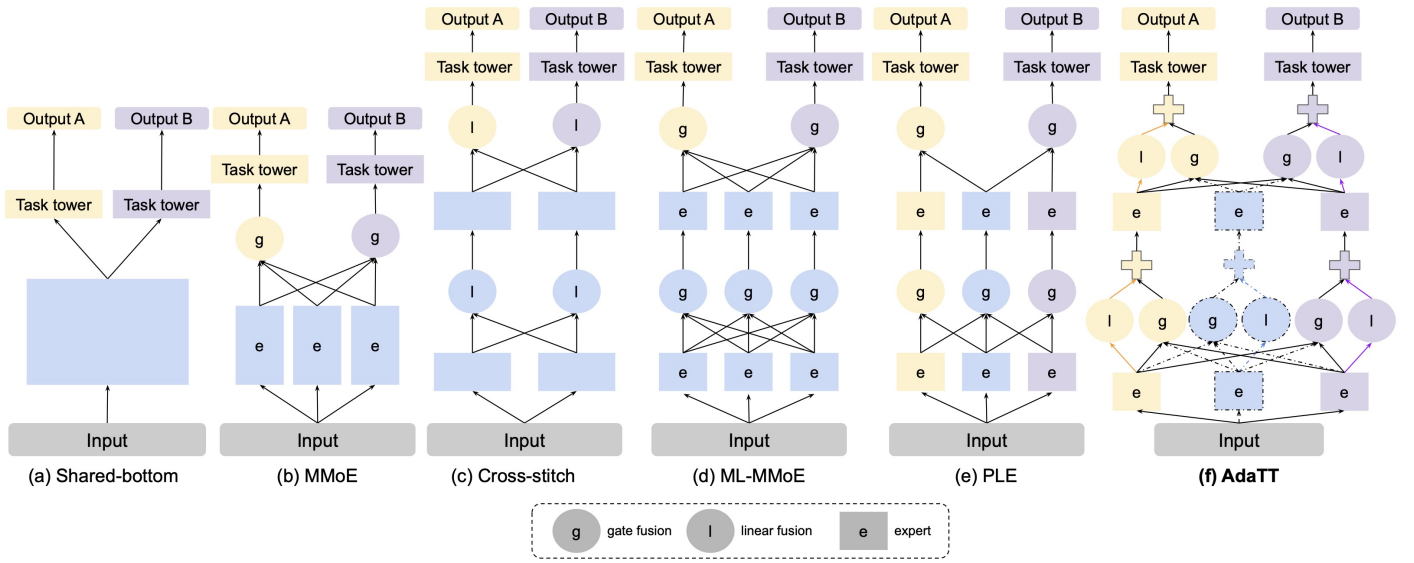 Output A
Output B
Task tower
Task tower
Input
(a) Shared-bottom
Output A
Output B
Task tower
Task tower
g
g
e
e
e
Input
(b) MMoE
Output A
Output B
Task tower
Task tower
l
l
l
l
Input
(c) Cross-stitch
Output A
Output B
Task tower
Task tower
g
g
e
e
e
g
g
g
e
e
e
Input
(d) ML-MMoE
Output A
Output B
Task tower
Task tower
g
g
e
e
e
g
g
g
e
e
e
Input
(e) PLE
Output A
Output B
Task tower
Task tower
l
g
g
l
e
e
e
l
g
g
l
g
l
e
e
e
Input
(f) AdaTT
g
gate fusion
l
linear fusion
e
expert